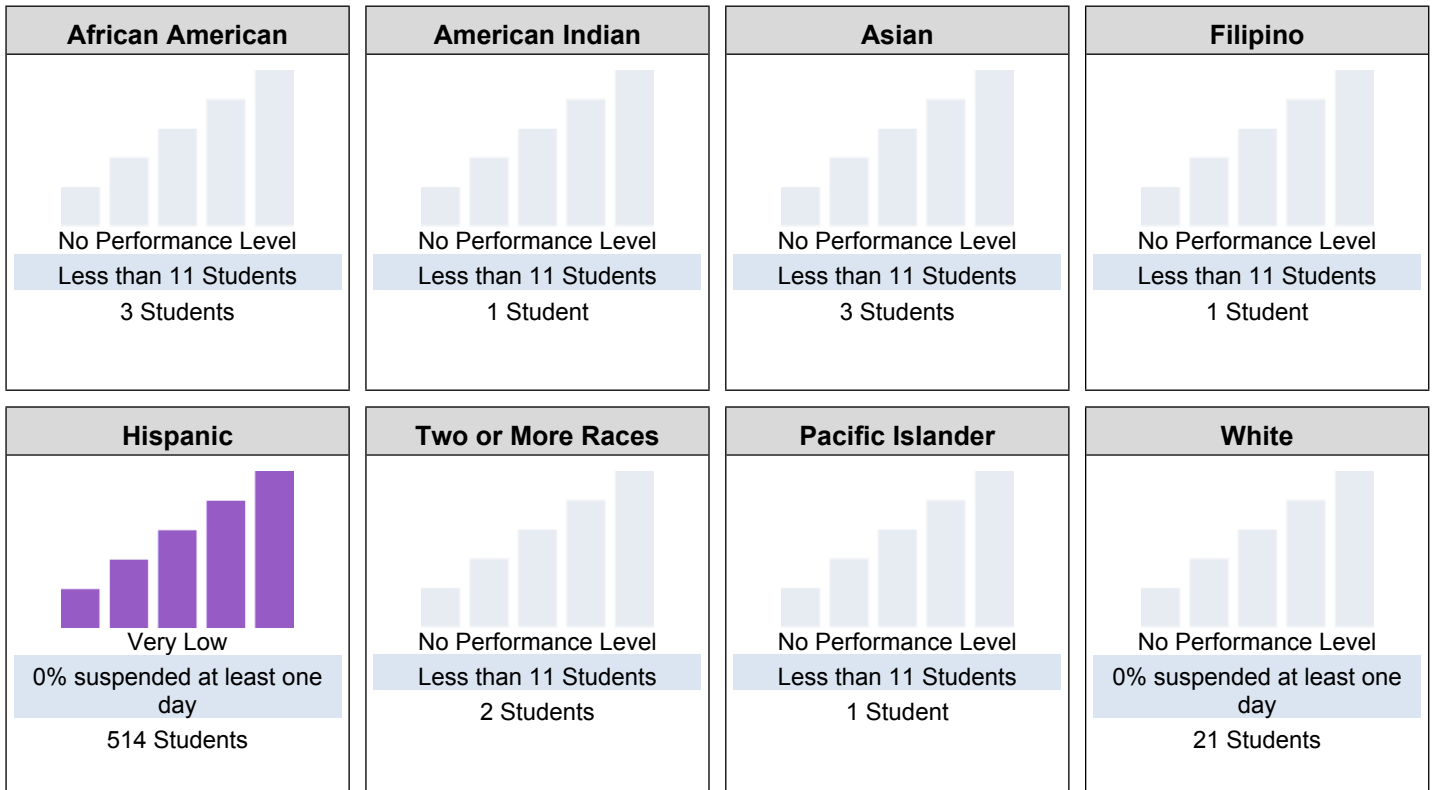 African American
No Performance Level
Less than 11 Students
3 Students
American Indian
No Performance Level
Less than 11 Students
1 Student
Asian
No Performance Level
Less than 11 Students
3 Students
Filipino
No Performance Level
Less than 11 Students
1 Student
Hispanic
Very Low
0% suspended at least one
day
514 Students
Two or More Races
No Performance Level
Less than 11 Students
2 Students
Pacific Islander
No Performance Level
Less than 11 Students
1 Student
White
No Performance Level
0% suspended at least one
day
21 Students